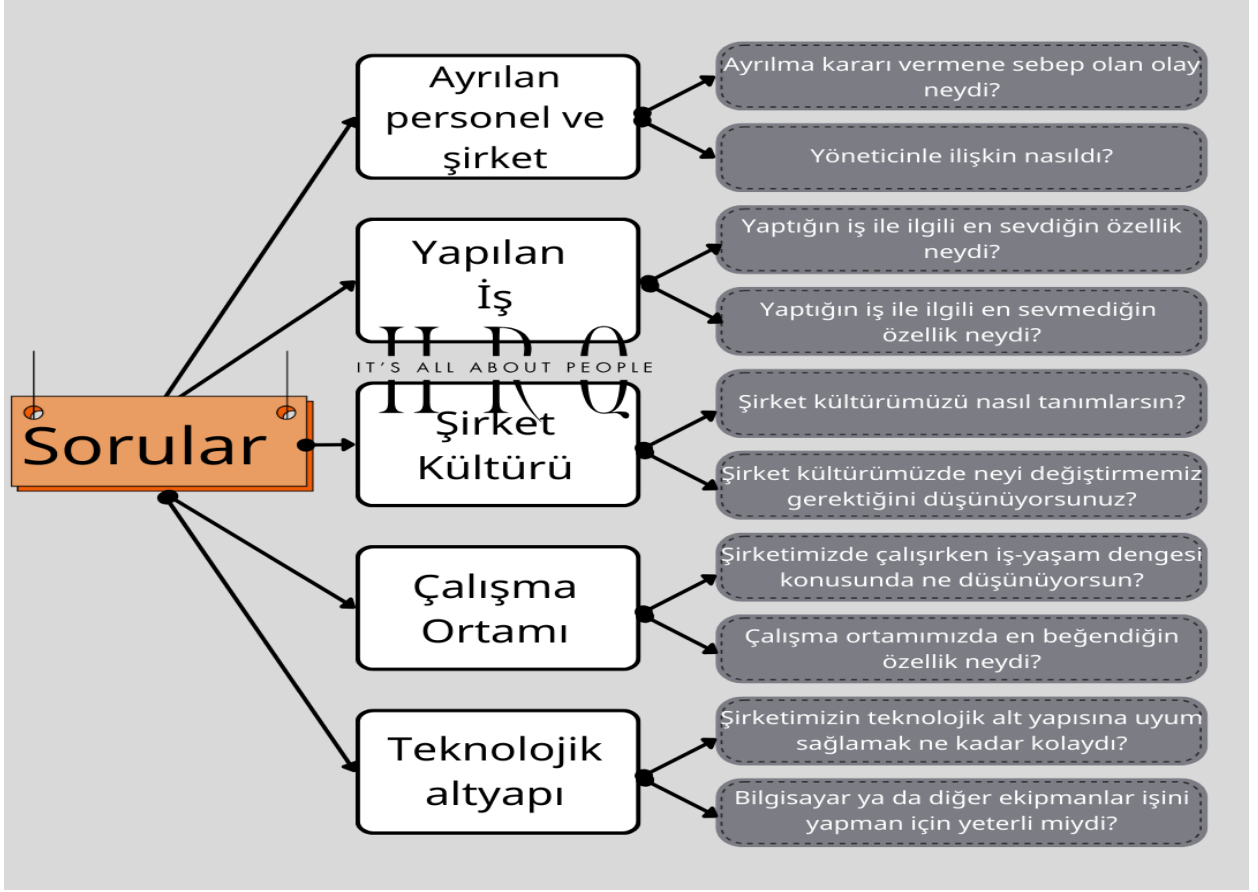 Sorular
Ayrılan
personel ve
şirket
Ayrılma kararı vermene sebep olan olay
neydi?
Yöneticinle ilişkin nasıldı?
Yapılan
İş
Yaptığın iş ile ilgili en sevdiğin özellik
neydi?
Yaptığın iş ile ilgili en sevmediğin
özellik neydi?
HRQ
IT'S ALL ABOUT PEOPLE
Şirket
Kültürü
Şirket kültürümüzü nasıl tanımlarsın?
Şirket kültürümüzde neyi değiştirmemiz
gerektiğini düşünüyorsunuz?
Çalışma
Ortamı
Şirketimizde çalışırken iş-yaşam dengesi
konusunda ne düşünüyorsun?
Çalışma ortamımızda en beğendiğin
özellik neydi?
Teknolojik
altyapı
Şirketimizin teknolojik alt yapısına uyum
sağlamak ne kadar kolaydı?
Bilgisayar ya da diğer ekipmanlar işini
yapman için yeterli miydi?